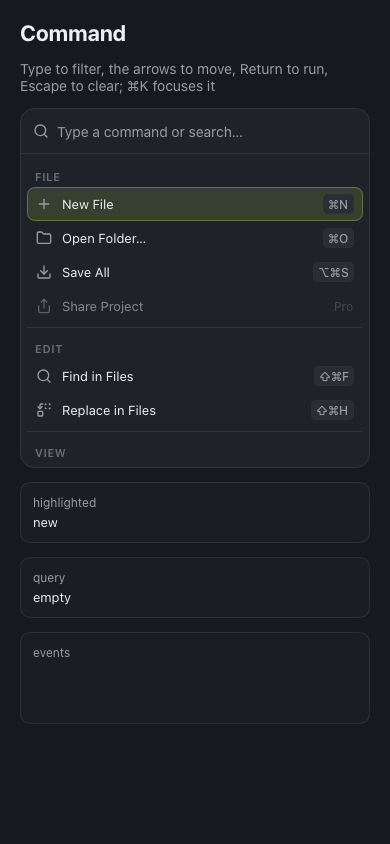 Command
Type to filter, the arrows to move, Return to run,
Escape to clear; ⌘K focuses it
Type a command or search...
FILE
New File ⌘N
Open Folder... ⌘O
Save All ⌥⌘S
Share Project Pro
EDIT
Find in Files ⇧⌘F
Replace in Files ⇧⌘H
VIEW
highlighted
new
query
empty
events